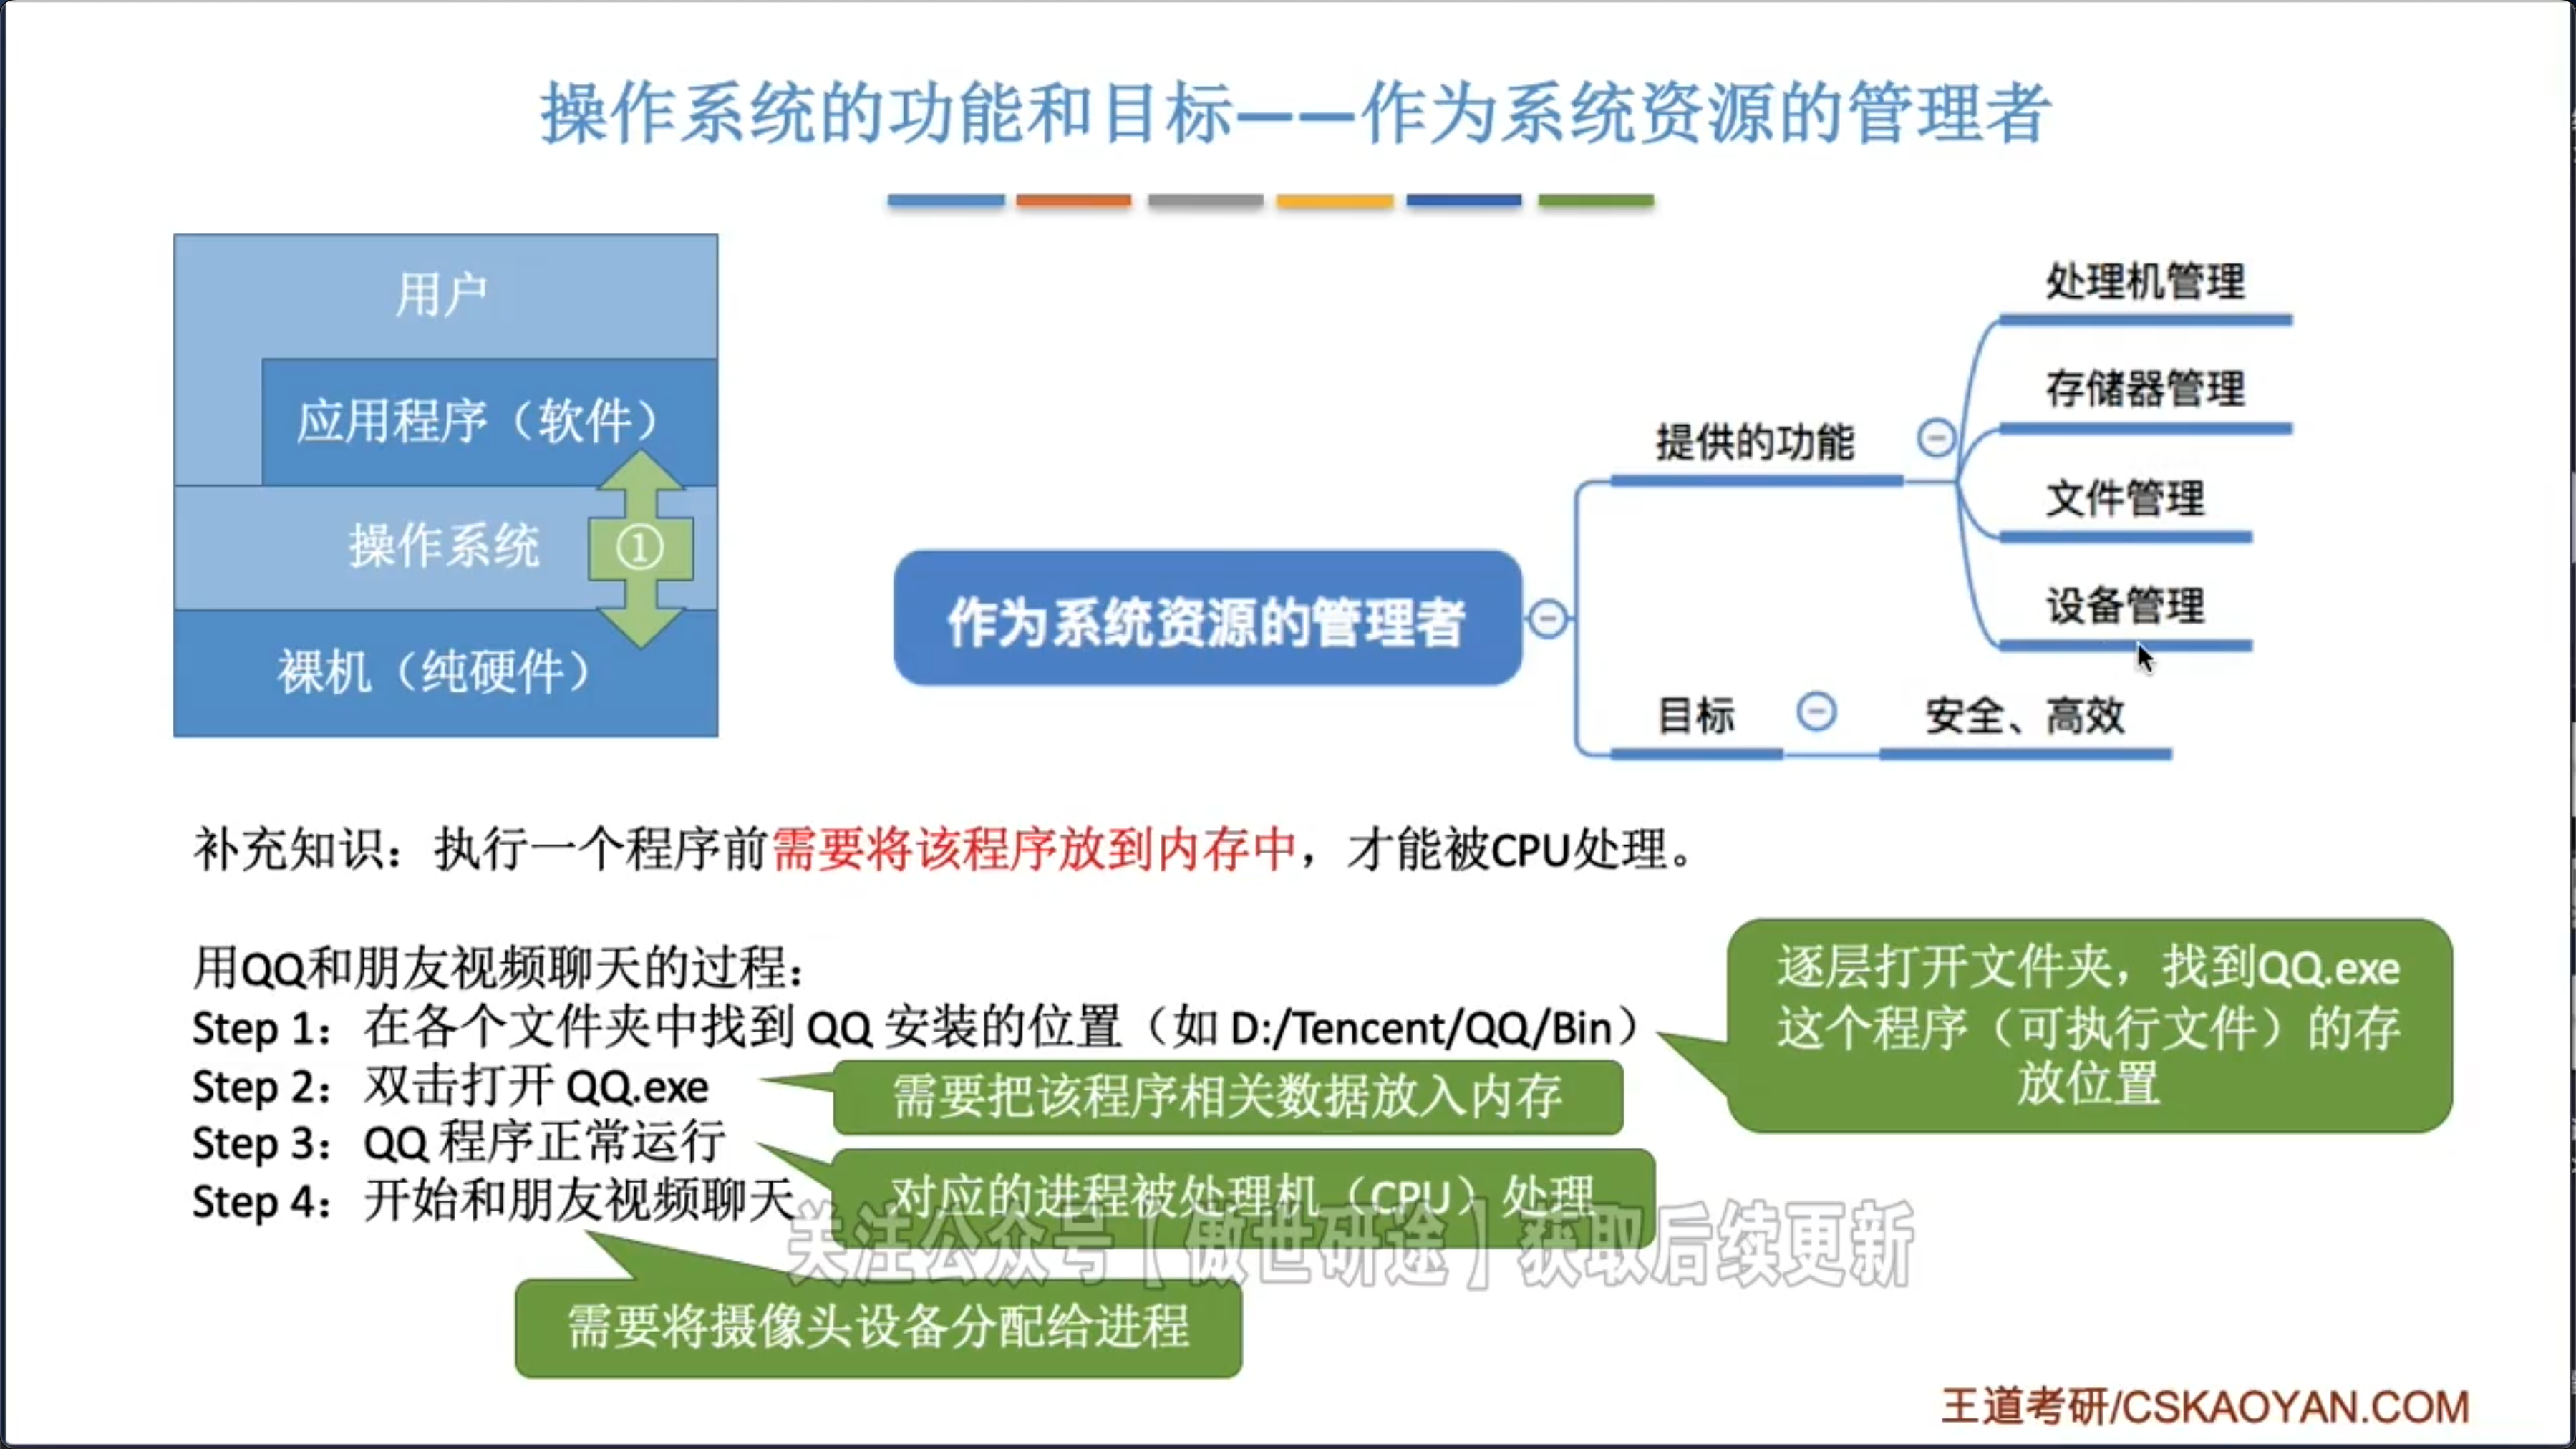 操作系统的功能和目标——作为系统资源的管理者
用户
应用程序（软件）
操作系统
①
裸机（纯硬件）
作为系统资源的管理者
提供的功能
处理机管理
存储器管理
文件管理
设备管理
目标
安全、高效
补充知识：执行一个程序前需要将该程序放到内存中，才能被CPU处理。
用QQ和朋友视频聊天的过程：
Step 1：在各个文件夹中找到 QQ 安装的位置（如 D:/Tencent/QQ/Bin）
逐层打开文件夹，找到QQ.exe
这个程序（可执行文件）的存
放位置
Step 2：双击打开 QQ.exe
需要把该程序相关数据放入内存
Step 3：QQ 程序正常运行
对应的进程被处理机（CPU）处理
Step 4：开始和朋友视频聊天
需要将摄像头设备分配给进程
关注公众号【傲世研途】获取后续更新
王道考研/CSKAOYAN.COM